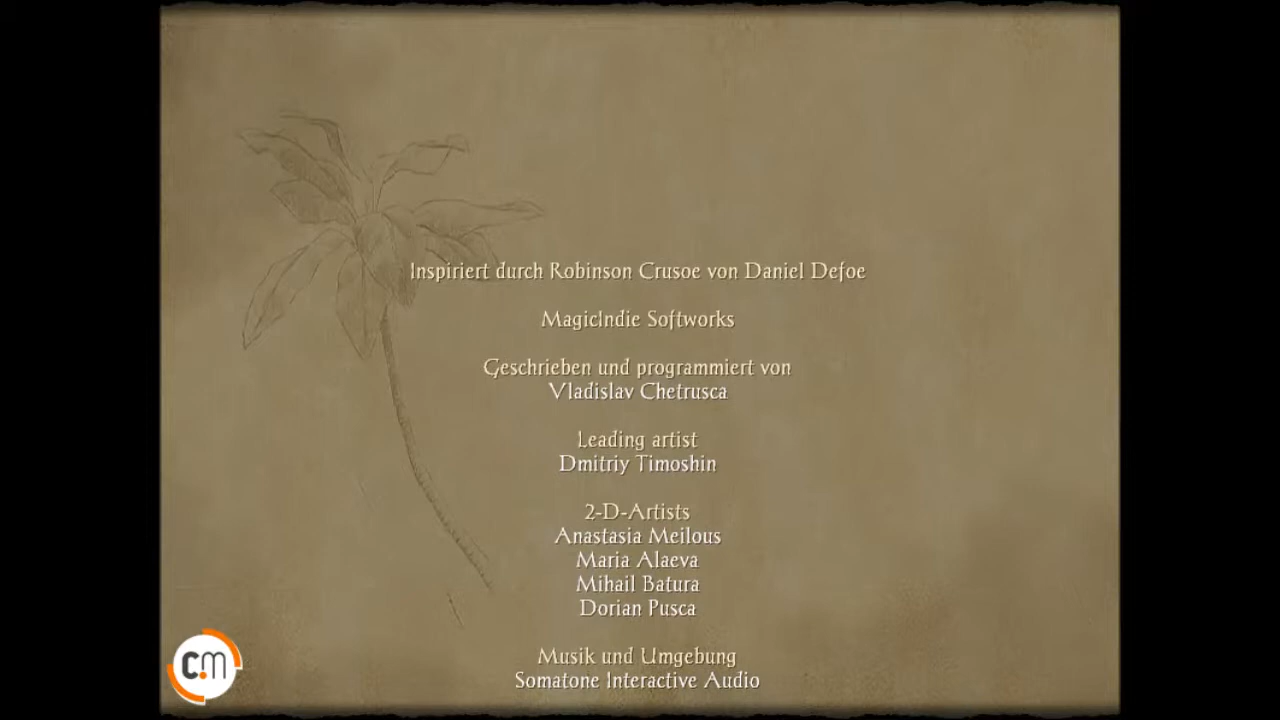 Inspiriert durch Robinson Crusoe von Daniel Defoe
MagicIndie Softworks
Geschrieben und programmiert von
Vladislav Chetrusca
Leading artist
Dmitriy Timoshin
2-D-Artists
Anastasia Meilous
Maria Alaeva
Mihail Batura
Dorian Pusca
Musik und Umgebung
Somatone Interactive Audio
c.m